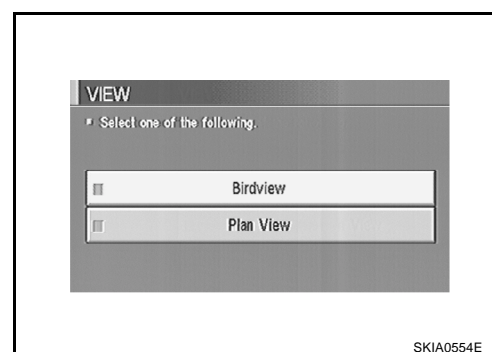 VIEW
Select one of the following.
Birdview
Plan View
SKIA0554E